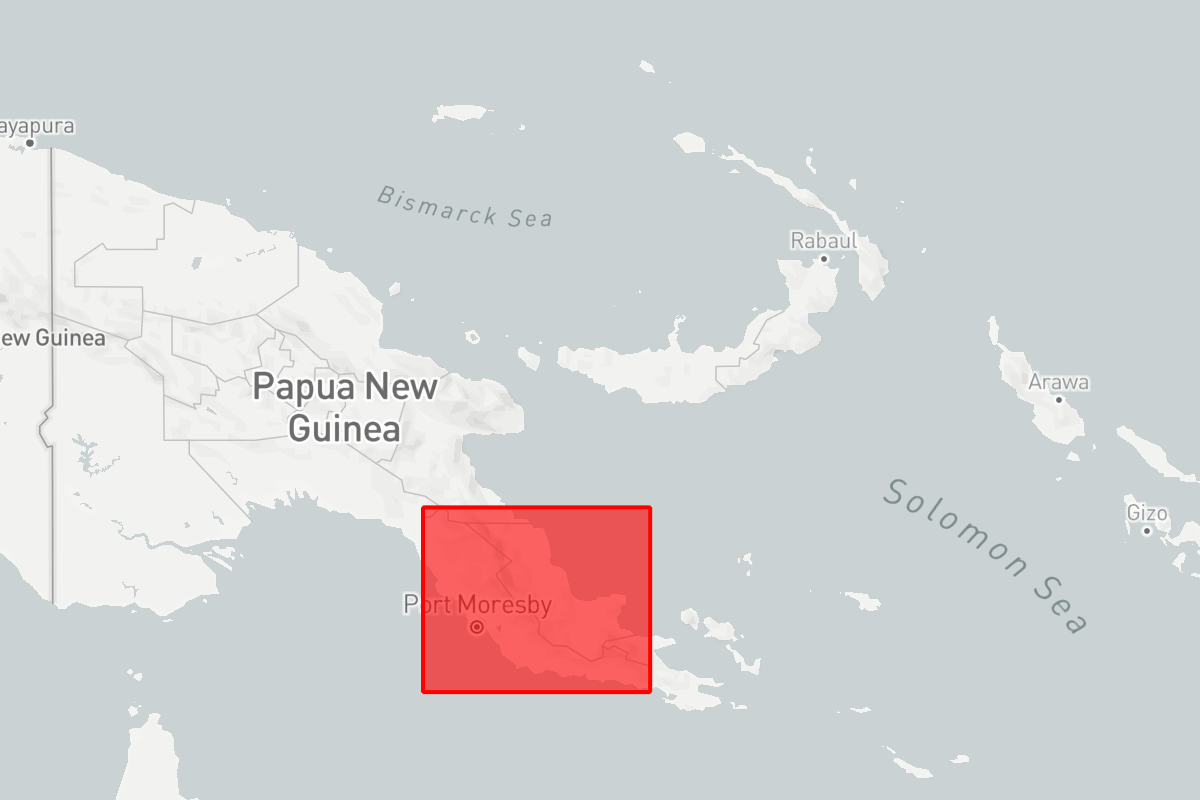 ayapura
Bismarck Sea
Rabaul
ew Guinea
Papua New
Guinea
Arawa
Solomon Sea
Gizo
Port Moresby